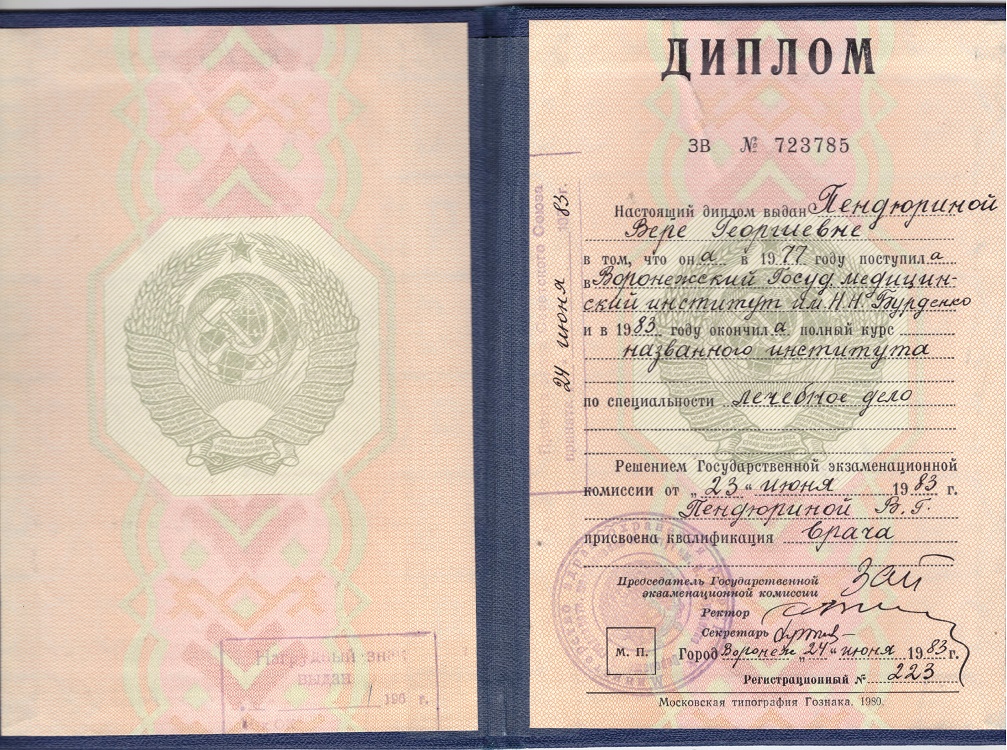 Нагрудный знак
выдан
198 г.
ДИПЛОМ
ЗВ № 723785
Настоящий диплом выдан Пендюриной
Вере Георгиевне
в том, что она в 1977 году поступила
в Воронежский Госуд. медицин-
ский институт им. Н.Н. Бурденко
и в 1983 году окончила полный курс
названного института
по специальности лечебное дело
Решением Государственной экзаменационной
комиссии от „23“ июня 1983 г.
Пендюриной В.Г.
присвоена квалификация врача
Председатель Государственной
экзаменационной комиссии
Ректор
Секретарь
М. П.
Город Воронеж „24“ июня 1983 г.
Регистрационный № 223
Московская типография Гознака. 1980.
24 июня 1983 г.